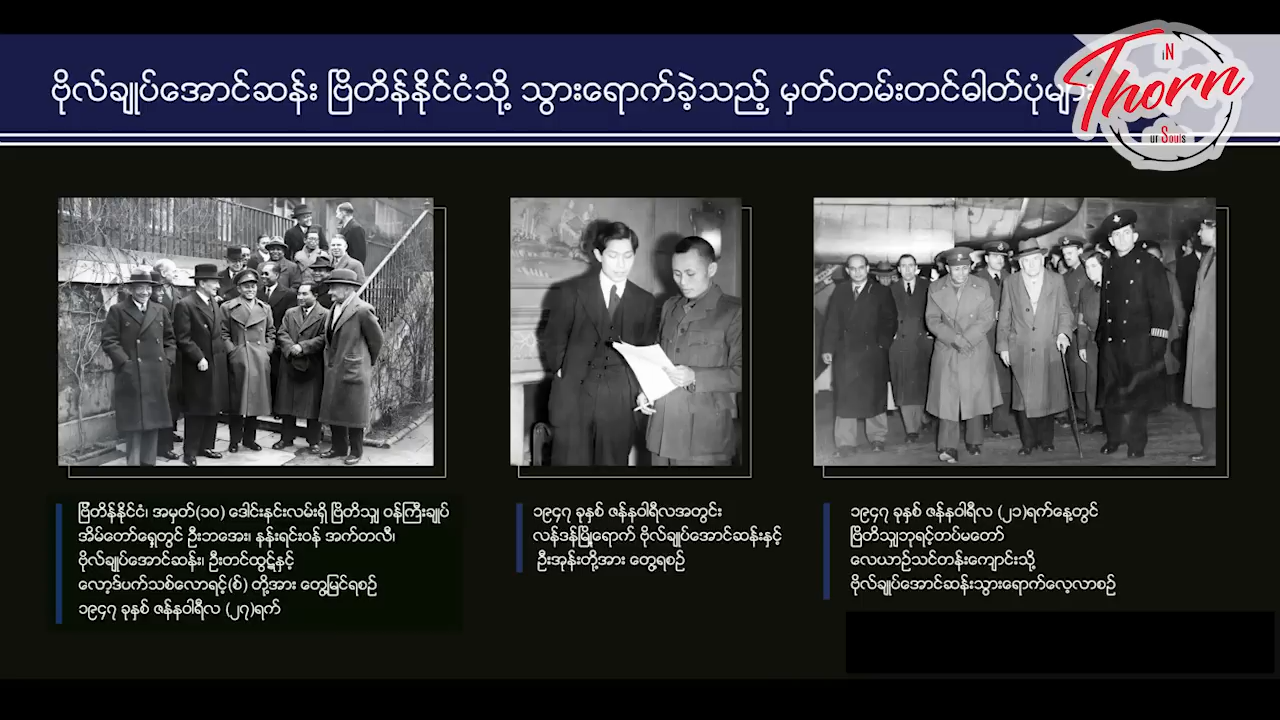 ဗိုလ်ချုပ်အောင်ဆန်း ဗြိတိန်နိုင်ငံသို့ သွားရောက်ခဲ့သည့် မှတ်တမ်းတင်ဓါတ်ပုံများ
iN
Thorn
ur Souls
ဗြိတိန်နိုင်ငံ၊ အမှတ်(၁၀) ဒေါင်းနင်းလမ်းရှိ ဗြိတိသျှ ဝန်ကြီးချုပ်
အိမ်တော်ရှေ့တွင် ဦးဘအေး၊ နန်းရင်းဝန် အက်တလီ၊
ဗိုလ်ချုပ်အောင်ဆန်း၊ ဦးတင်ထွဋ်နှင့်
လော့ဒ်ပက်သစ်လောရင့်(စ်) တို့အား တွေ့မြင်ရစဉ်
၁၉၄၇ ခုနှစ် ဇန်နဝါရီလ (၂၇)ရက်
၁၉၄၇ ခုနှစ် ဇန်နဝါရီလအတွင်း
လန်ဒန်မြို့ရောက် ဗိုလ်ချုပ်အောင်ဆန်းနှင့်
ဦးအုန်းတို့အား တွေ့ရစဉ်
၁၉၄၇ ခုနှစ် ဇန်နဝါရီလ (၂၁)ရက်နေ့တွင်
ဗြိတိသျှဘုရင့်တပ်မတော်
လေယာဉ်သင်တန်းကျောင်းသို့
ဗိုလ်ချုပ်အောင်ဆန်းသွားရောက်လေ့လာစဉ်